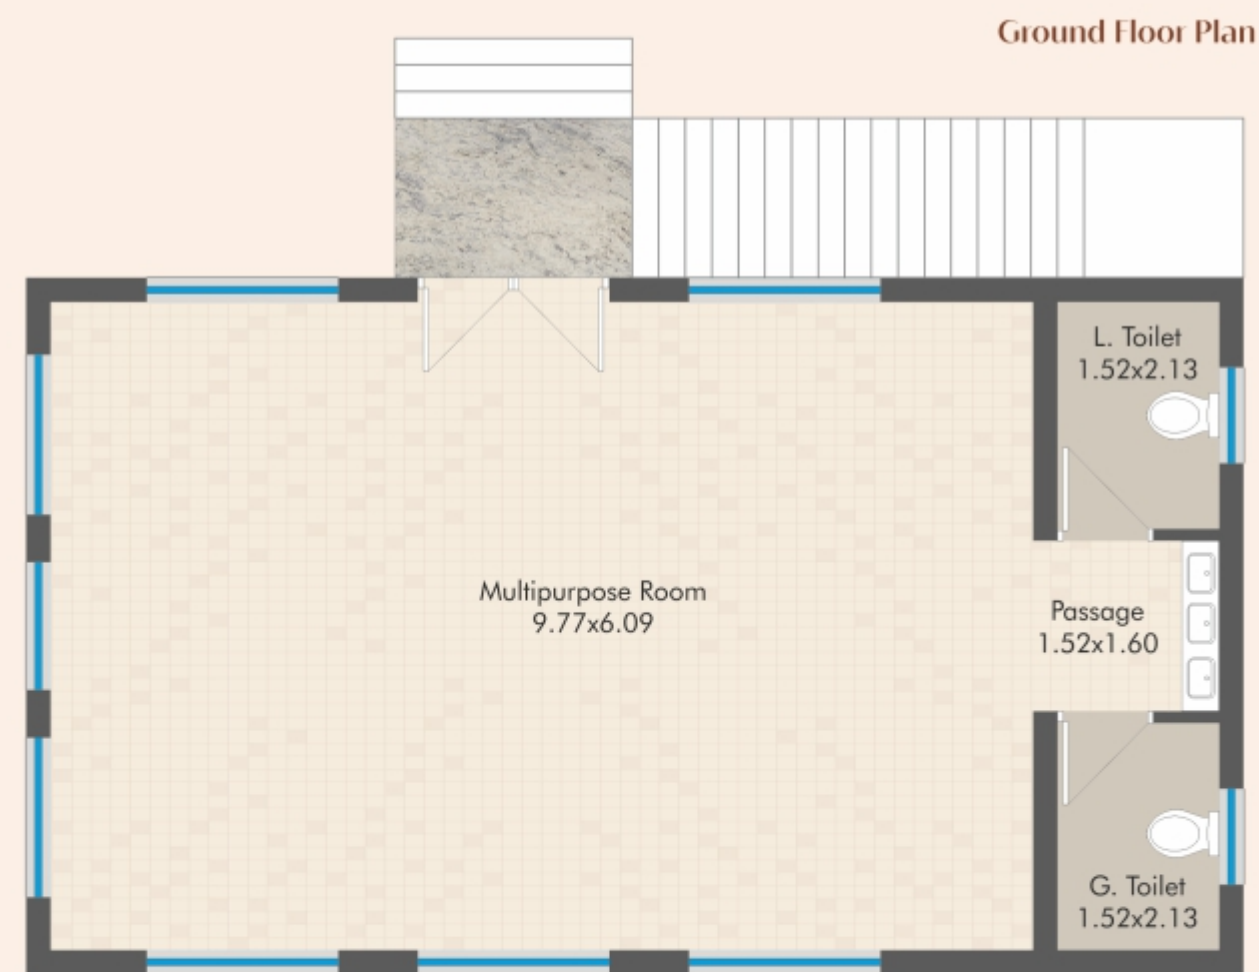 Ground Floor Plan
L. Toilet
1.52x2.13
Multipurpose Room
9.77x6.09
Passage
1.52x1.60
G. Toilet
1.52x2.13